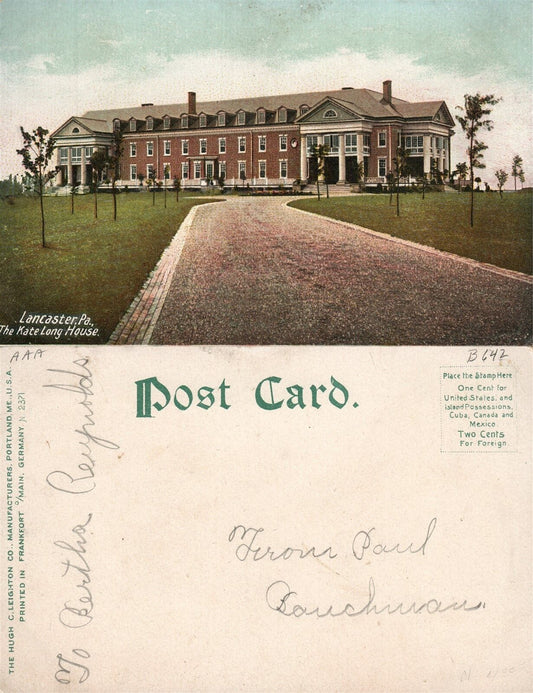 Lancaster, Pa.
The Kate Long House.
AAA
B642
POST CARD.
Place the Stamp Here
One Cent for
United States, and
Island Possessions,
Cuba, Canada and
Mexico.
Two Cents
For Foreign
THE HUGH C. LEIGHTON CO., MANUFACTURERS, PORTLAND, ME., U.S.A.
PRINTED IN FRANKFORT o/MAIN, GERMANY. 2371
To Bertha Reynolds
From Paul
Bauchman.